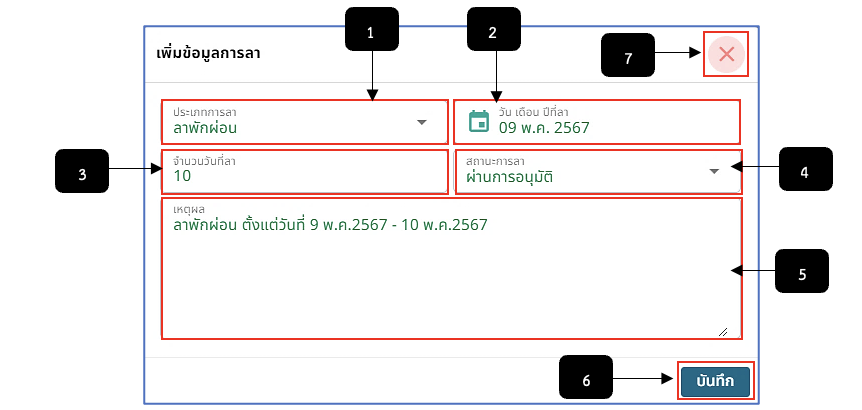 1
2
7
เพิ่มข้อมูลการลา
ประเภทการลา
ลาพักผ่อน
วัน เดือน ปีที่ลา
09 พ.ค. 2567
3
จำนวนวันที่ลา
10
สถานะการลา
ผ่านการอนุมัติ
4
เหตุผล
ลาพักผ่อน ตั้งแต่วันที่ 9 พ.ค.2567 - 10 พ.ค.2567
5
6
บันทึก